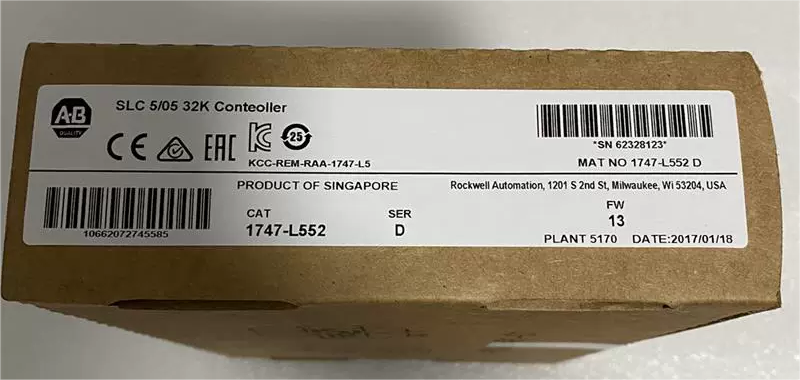 A-B
QUALITY
SLC 5/05 32K Conteoller
CE EAC 25
KCC-REM-RAA-1747-L5
*SN 62328123*
MAT NO 1747-L552 D
PRODUCT OF SINGAPORE
Rockwell Automation, 1201 S 2nd St, Milwaukee, Wi 53204, USA
10662072745585
CAT
1747-L552
SER
D
FW
13
PLANT 5170 DATE:2017/01/18